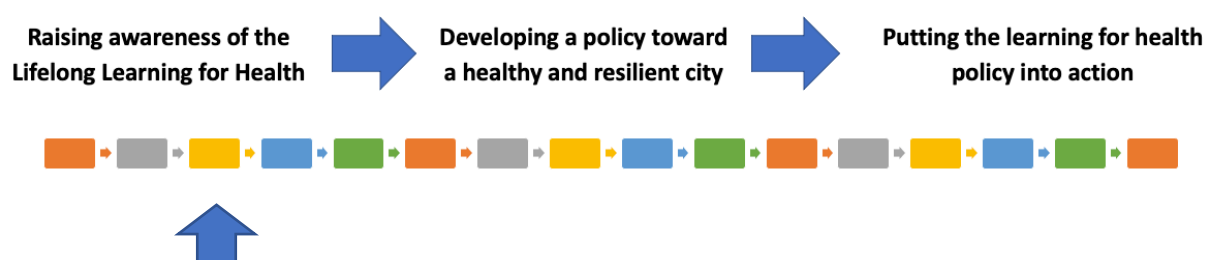 Raising awareness of the
Lifelong Learning for Health
Developing a policy toward
a healthy and resilient city
Putting the learning for health
policy into action